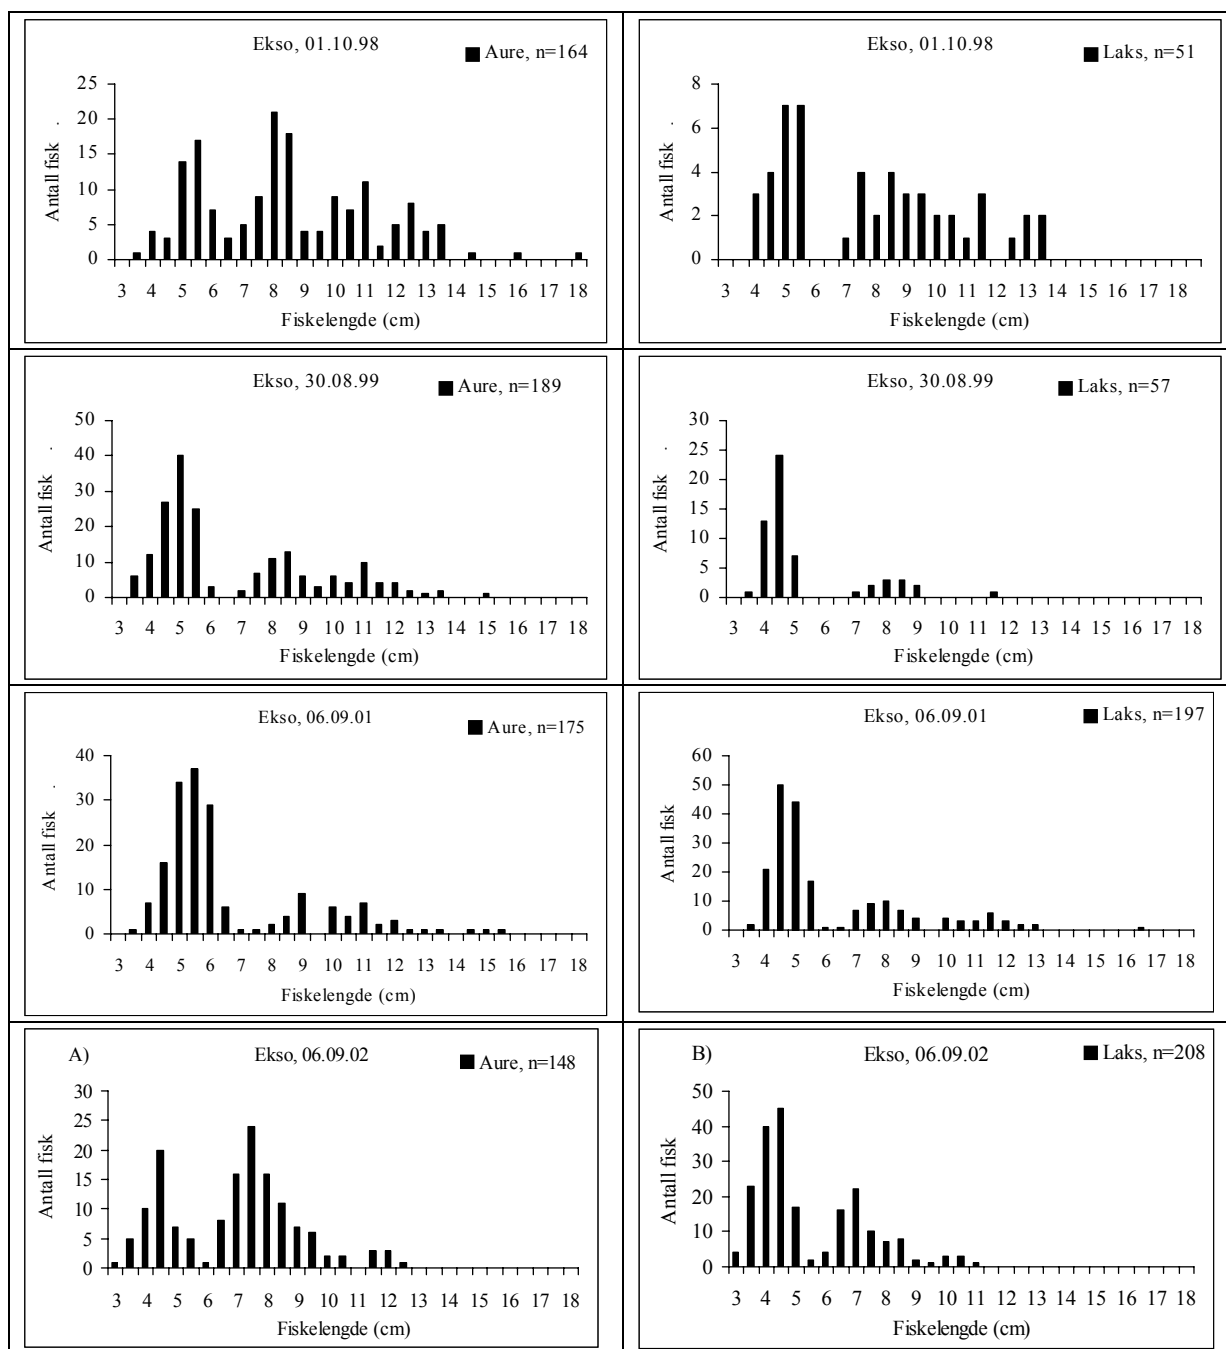 Ekso, 01.10.98
Aure, n=164
25
20
15
10
5
0
Antall fisk
3 4 5 6 7 8 9 10 11 12 13 14 15 16 17 18
Fiskelengde (cm)
Ekso, 01.10.98
Laks, n=51
8
6
4
2
0
Antall fisk
3 4 5 6 7 8 9 10 11 12 13 14 15 16 17 18
Fiskelengde (cm)
Ekso, 30.08.99
Aure, n=189
50
40
30
20
10
0
Antall fisk
3 4 5 6 7 8 9 10 11 12 13 14 15 16 17 18
Fiskelengde (cm)
Ekso, 30.08.99
Laks, n=57
30
25
20
15
10
5
0
Antall fisk
3 4 5 6 7 8 9 10 11 12 13 14 15 16 17 18
Fiskelengde (cm)
Ekso, 06.09.01
Aure, n=175
40
30
20
10
0
Antall fisk
3 4 5 6 7 8 9 10 11 12 13 14 15 16 17 18
Fiskelengde (cm)
Ekso, 06.09.01
Laks, n=197
60
50
40
30
20
10
0
Antall fisk
3 4 5 6 7 8 9 10 11 12 13 14 15 16 17 18
Fiskelengde (cm)
A)
Ekso, 06.09.02
Aure, n=148
30
25
20
15
10
5
0
Antall fisk
3 4 5 6 7 8 9 10 11 12 13 14 15 16 17 18
Fiskelengde (cm)
B)
Ekso, 06.09.02
Laks, n=208
50
40
30
20
10
0
Antall fisk
3 4 5 6 7 8 9 10 11 12 13 14 15 16 17 18
Fiskelengde (cm)